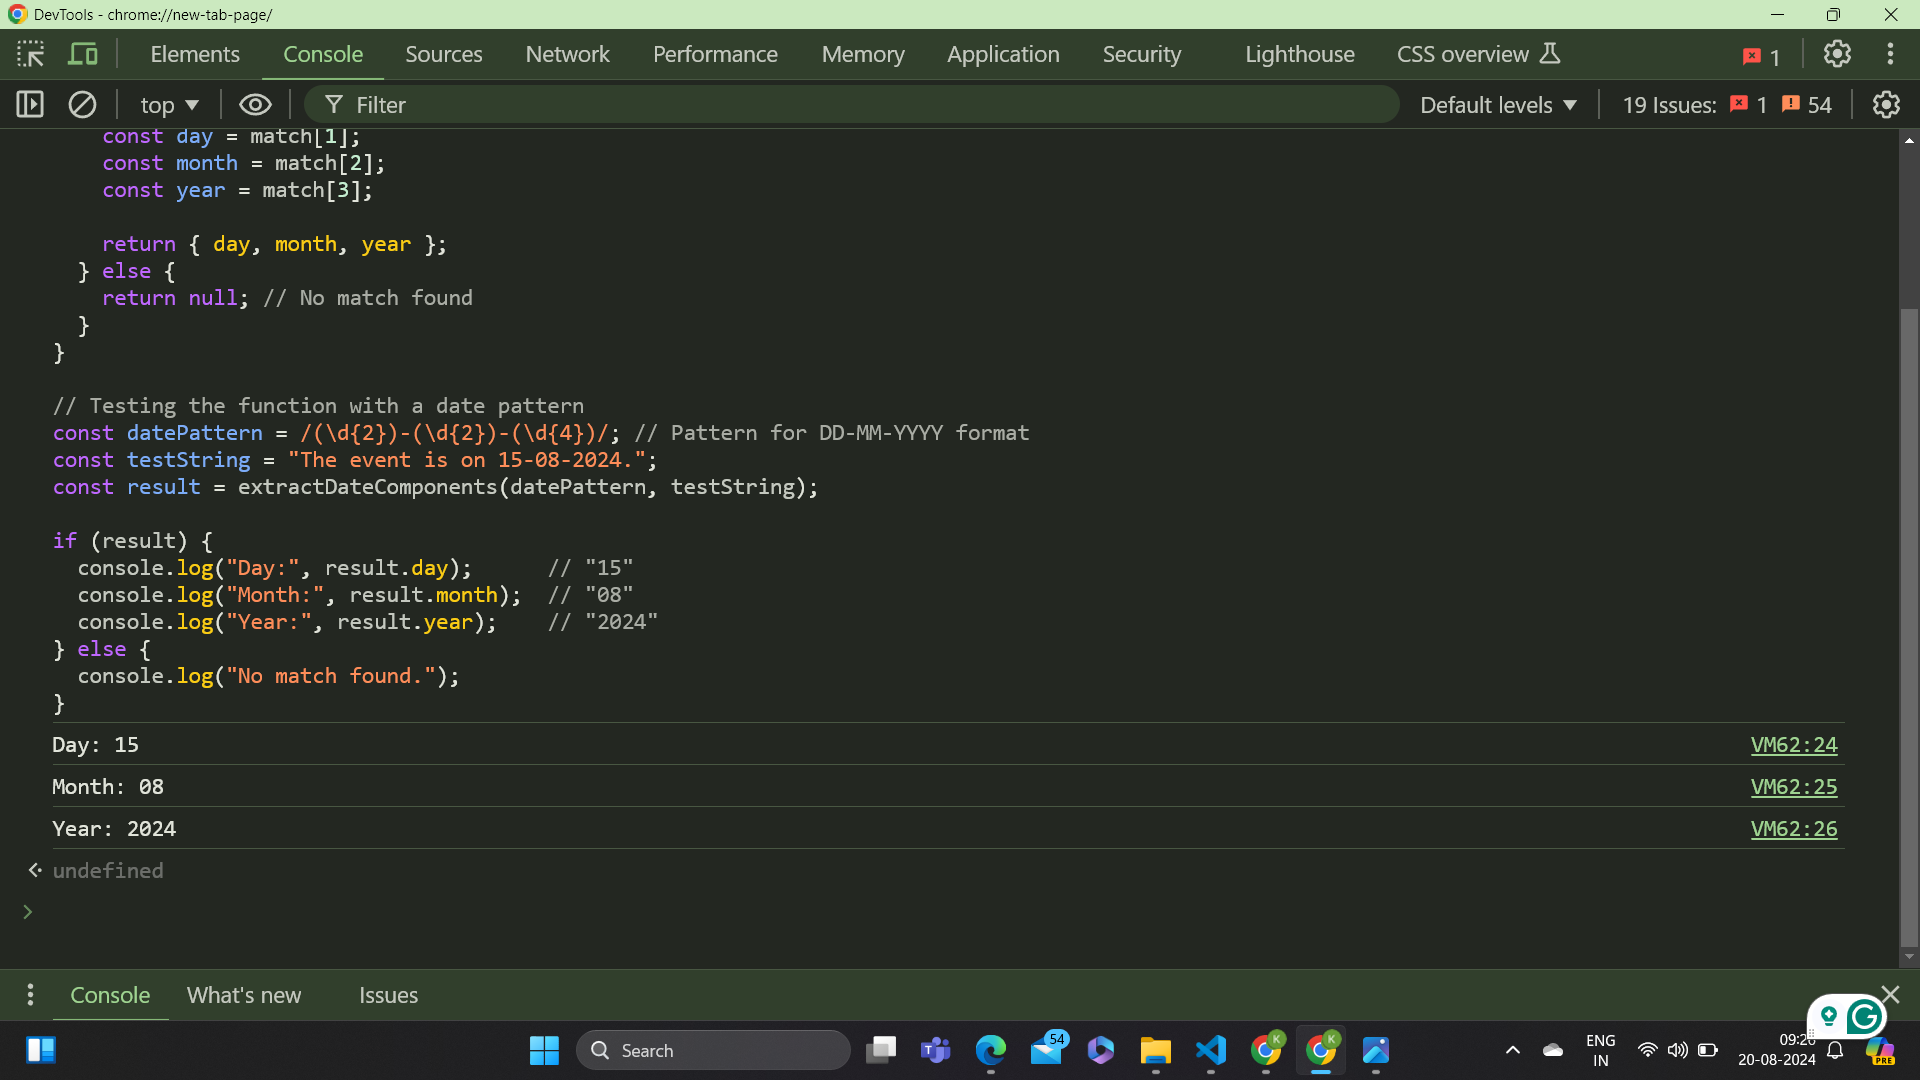 DevTools - chrome://new-tab-page/
Elements Console Sources Network Performance Memory Application Security Lighthouse CSS overview 1
top Filter Default levels 19 Issues: 1 54
const day = match[1];
const month = match[2];
const year = match[3];
return { day, month, year };
} else {
return null; // No match found
}
}
// Testing the function with a date pattern
const datePattern = /(\d{2})-(\d{2})-(\d{4})/; // Pattern for DD-MM-YYYY format
const testString = "The event is on 15-08-2024.";
const result = extractDateComponents(datePattern, testString);
if (result) {
console.log("Day:", result.day); // "15"
console.log("Month:", result.month); // "08"
console.log("Year:", result.year); // "2024"
} else {
console.log("No match found.");
}
Day: 15 VM62:24
Month: 08 VM62:25
Year: 2024 VM62:26
undefined
Console What's new Issues
Search 54 K K ENG
IN
20-08-2024 PRE